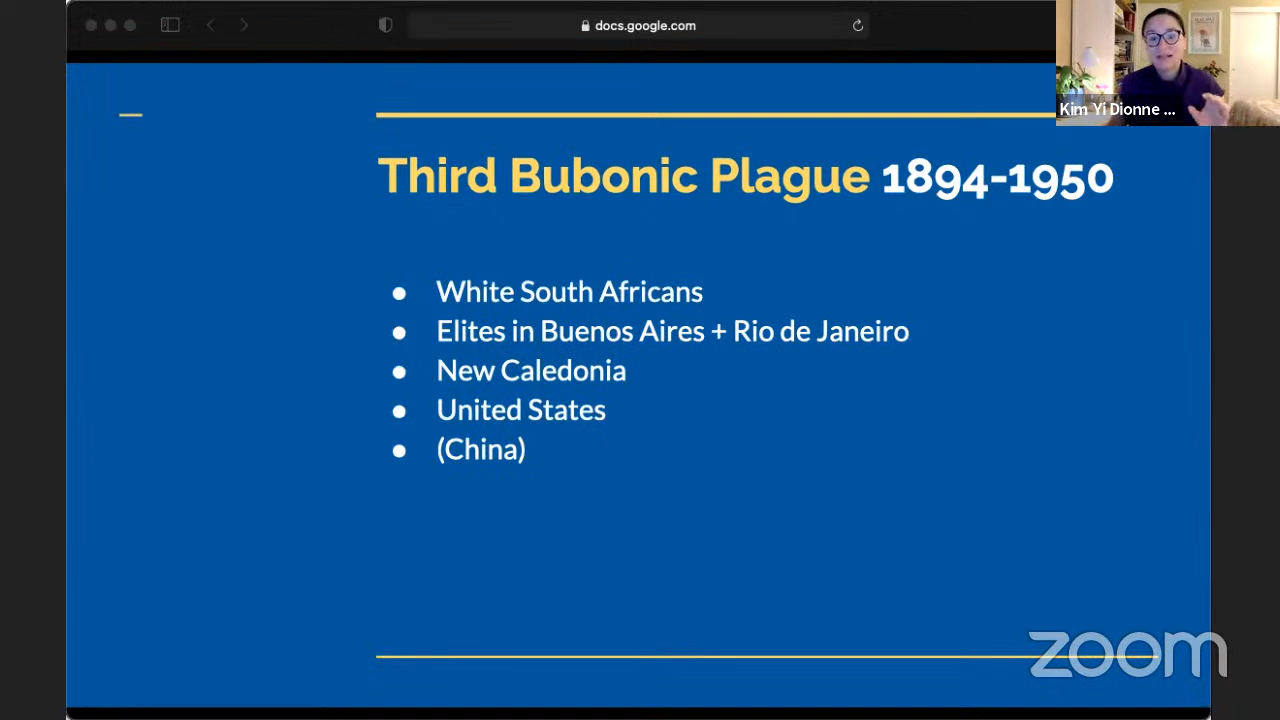 docs.google.com
Kim Yi Dionne ...
Third Bubonic Plague 1894-1950
● White South Africans
● Elites in Buenos Aires + Rio de Janeiro
● New Caledonia
● United States
● (China)
zoom